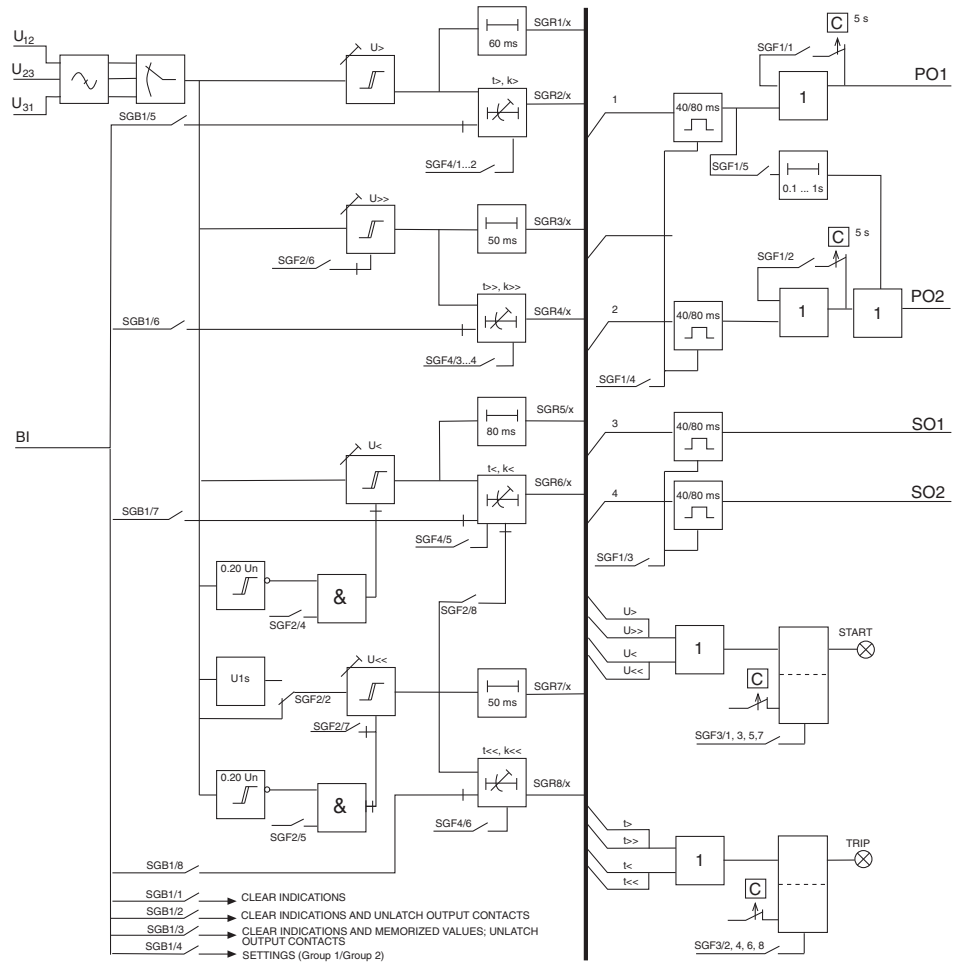 U12
U23
U31
SGB1/5
U>
SGR1/x
60 ms
t>, k>
SGR2/x
SGF4/1...2
U>>
SGF2/6
SGR3/x
50 ms
t>>, k>>
SGB1/6
SGR4/x
SGF4/3...4
BI
SGR5/x
80 ms
U<
t<, k<
SGR6/x
SGB1/7
SGF4/5
0.20 Un
&
SGF2/4
SGF2/8
U1s
U<<
SGF2/2
SGR7/x
50 ms
SGF2/7
t<<, k<<
0.20 Un
&
SGR8/x
SGF2/5
SGF4/6
SGB1/8
SGB1/1
CLEAR INDICATIONS
SGB1/2
CLEAR INDICATIONS AND UNLATCH OUTPUT CONTACTS
SGB1/3
CLEAR INDICATIONS AND MEMORIZED VALUES; UNLATCH
OUTPUT CONTACTS
SGB1/4
SETTINGS (Group 1/Group 2)
C
5 s
SGF1/1
PO1
1
40/80 ms
1
SGF1/5
0.1 ... 1s
C
5 s
SGF1/2
2
40/80 ms
1
1
PO2
SGF1/4
3
40/80 ms
SO1
4
40/80 ms
SO2
SGF1/3
U>
U>>
U<
U<<
1
START
C
SGF3/1, 3, 5,7
t>
t>>
t<
t<<
1
TRIP
C
SGF3/2, 4, 6, 8